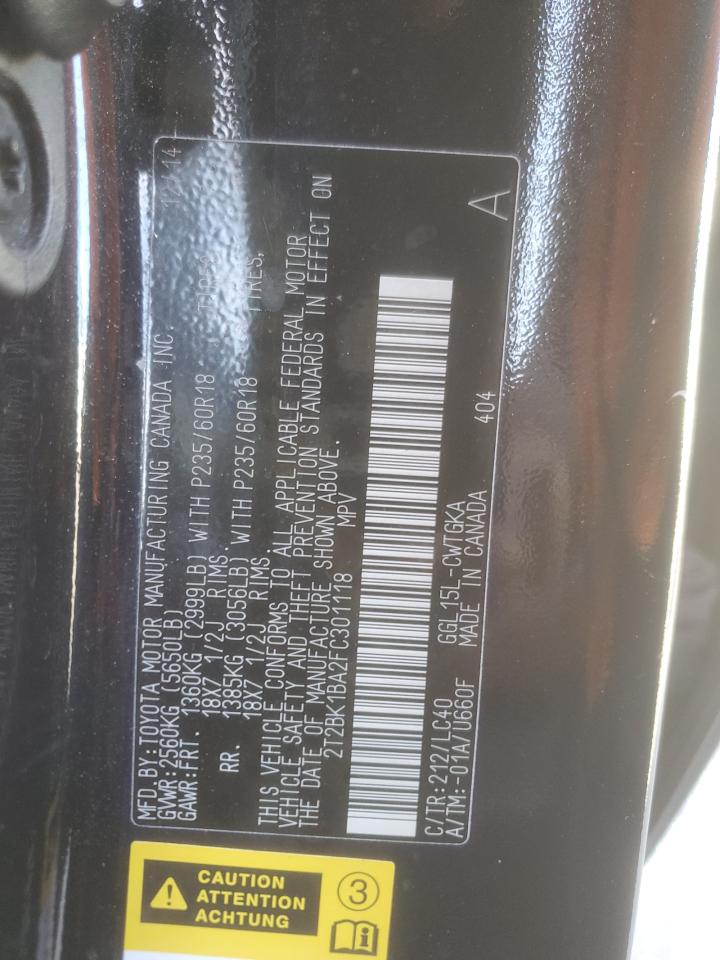 MFD.BY:TOYOTA MOTOR MANUFACTURING CANADA INC.
GVWR:2560KG (5650LB)
GAWR:FRT. 1360KG (2999LB) WITH P235/60R18 TIRES,
18X7 1/2J RIMS.
RR. 1385KG (3056LB) WITH P235/60R18 TIRES,
18X7 1/2J RIMS.
THIS VEHICLE CONFORMS TO ALL APPLICABLE FEDERAL MOTOR
VEHICLE SAFETY AND THEFT PREVENTION STANDARDS IN EFFECT ON
THE DATE OF MANUFACTURE SHOWN ABOVE.
2T2BK1BA2FC301118 MPV
A
C/TR:212/LC40 GGL15L-CWTGKA 404
A/TM:-01A/U660F MADE IN CANADA
CAUTION
ATTENTION
ACHTUNG
3